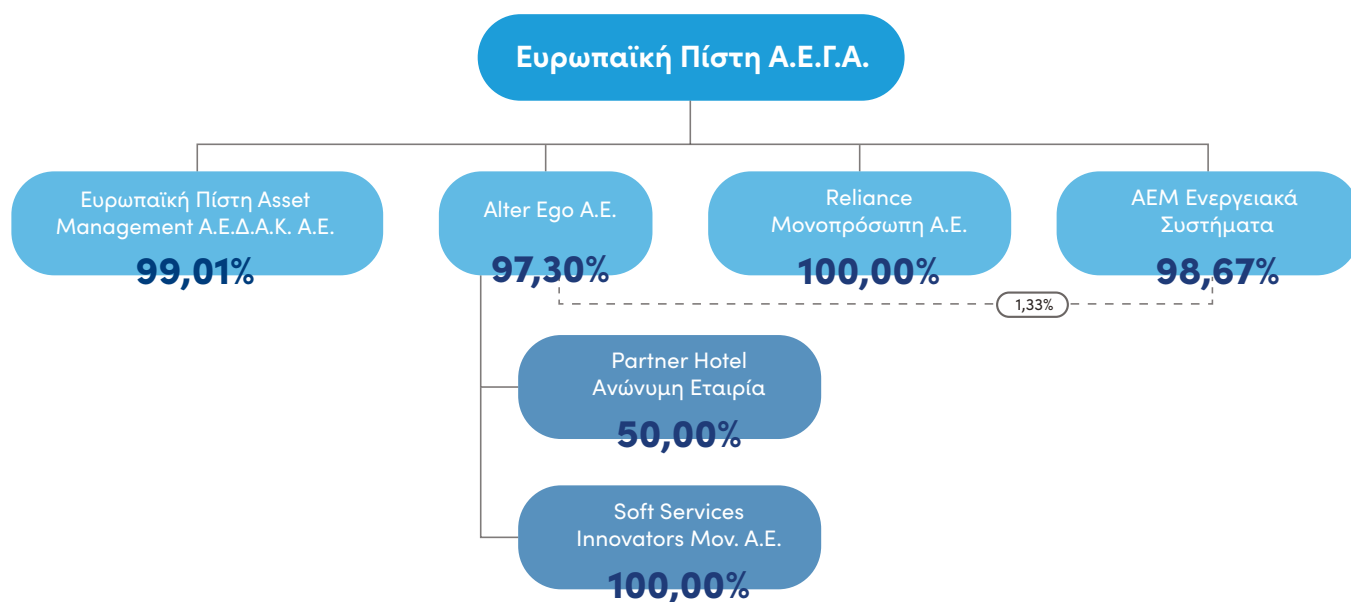 Ευρωπαϊκή Πίστη Α.Ε.Γ.Α.
Ευρωπαϊκή Πίστη Asset
Management Α.Ε.Δ.Α.Κ. Α.Ε.
99,01%
Alter Ego Α.Ε.
97,30%
Reliance
Μονοπρόσωπη Α.Ε.
100,00%
ΑΕΜ Ενεργειακά
Συστήματα
98,67%
1,33%
Partner Hotel
Ανώνυμη Εταιρία
50,00%
Soft Services
Innovators Μον. Α.Ε.
100,00%